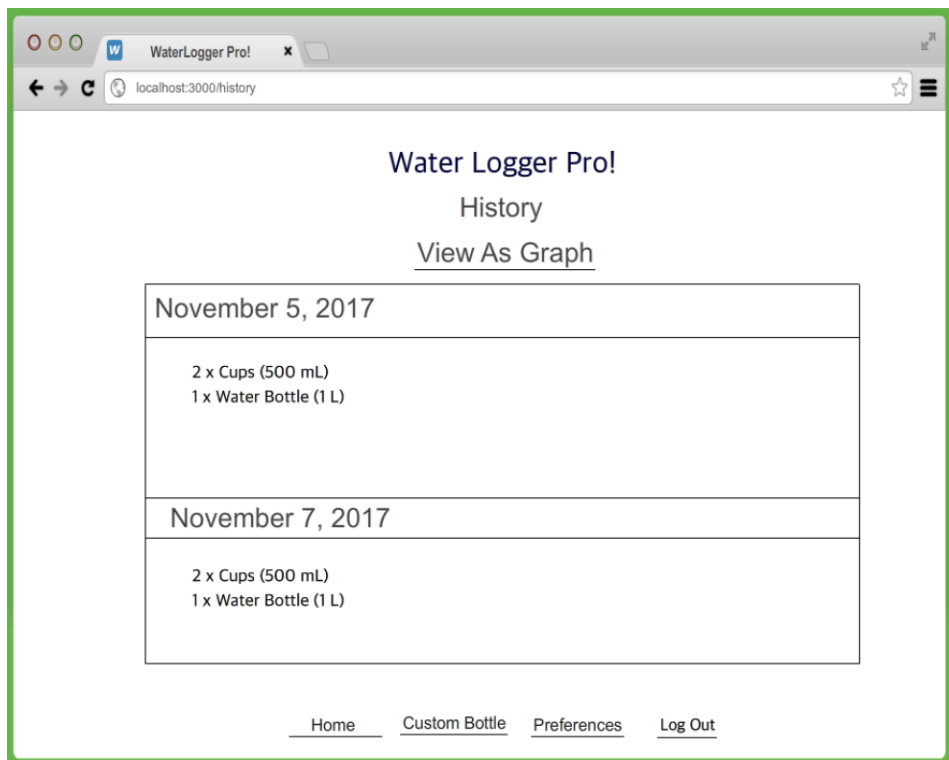 W WaterLogger Pro! x
localhost:3000/history
Water Logger Pro!
History
View As Graph
November 5, 2017
2 x Cups (500 mL)
1 x Water Bottle (1 L)
November 7, 2017
2 x Cups (500 mL)
1 x Water Bottle (1 L)
Home Custom Bottle Preferences Log Out